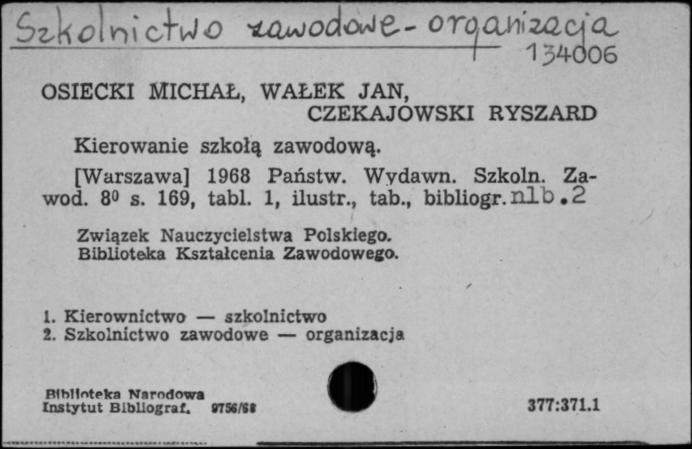 Szkolnictwo zawodowe - organizacja
134006
OSIECKI MICHAŁ, WAŁEK JAN,
CZEKAJOWSKI RYSZARD
Kierowanie szkołą zawodową.
[Warszawa] 1968 Państw. Wydawn. Szkoln. Za-
wod. 8⁰ s. 169, tabl. 1, ilustr., tab., bibliogr. nlb.2
Związek Nauczycielstwa Polskiego.
Biblioteka Kształcenia Zawodowego.
1. Kierownictwo — szkolnictwo
2. Szkolnictwo zawodowe — organizacja
Biblioteka Narodowa
Instytut Bibliograf. 9756/68
377:371.1